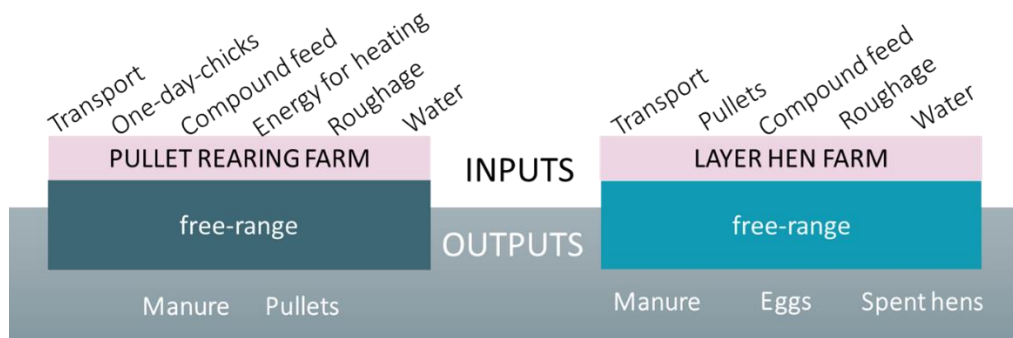 Transport
One-day-chicks
Compound feed
Energy for heating
Roughage
Water
PULLET REARING FARM
free-range
Manure Pullets
INPUTS
OUTPUTS
Transport
Pullets
Compound feed
Roughage
Water
LAYER HEN FARM
free-range
Manure Eggs Spent hens